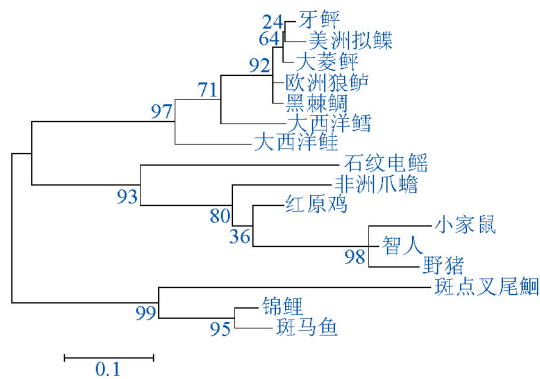 24 牙鲆
64 美洲拟鲽
大菱鲆
92 欧洲狼鲈
71 黑棘鲷
97 大西洋鳕
大西洋鲑
石纹电鳐
93 非洲爪蟾
80 红原鸡
36 小家鼠
智人
98 野猪
斑点叉尾鮰
99 锦鲤
95 斑马鱼
0.1